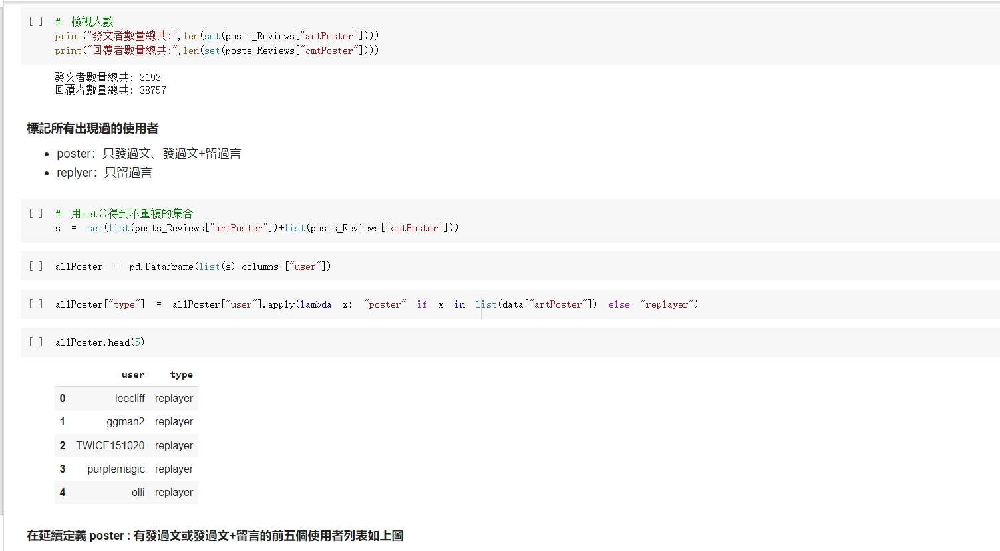 [ ] # 檢視人數
print("發文者數量總共:",len(set(posts_Reviews["artPoster"])))
print("回覆者數量總共:",len(set(posts_Reviews["cmtPoster"])))
發文者數量總共: 3193
回覆者數量總共: 38757
標記所有出現過的使用者
• poster：只發過文、發過文+留過言
• replyer：只留過言
[ ] # 用set()得到不重複的集合
s = set(list(posts_Reviews["artPoster"])+list(posts_Reviews["cmtPoster"]))
[ ] allPoster = pd.DataFrame(list(s),columns=["user"])
[ ] allPoster["type"] = allPoster["user"].apply(lambda x: "poster" if x in list(data["artPoster"]) else "replayer")
[ ] allPoster.head(5)
user type
0 leecliff replayer
1 ggman2 replayer
2 TWICE151020 replayer
3 purplemagic replayer
4 olli replayer
在延續定義 poster : 有發過文或發過文+留言的前五個使用者列表如上圖